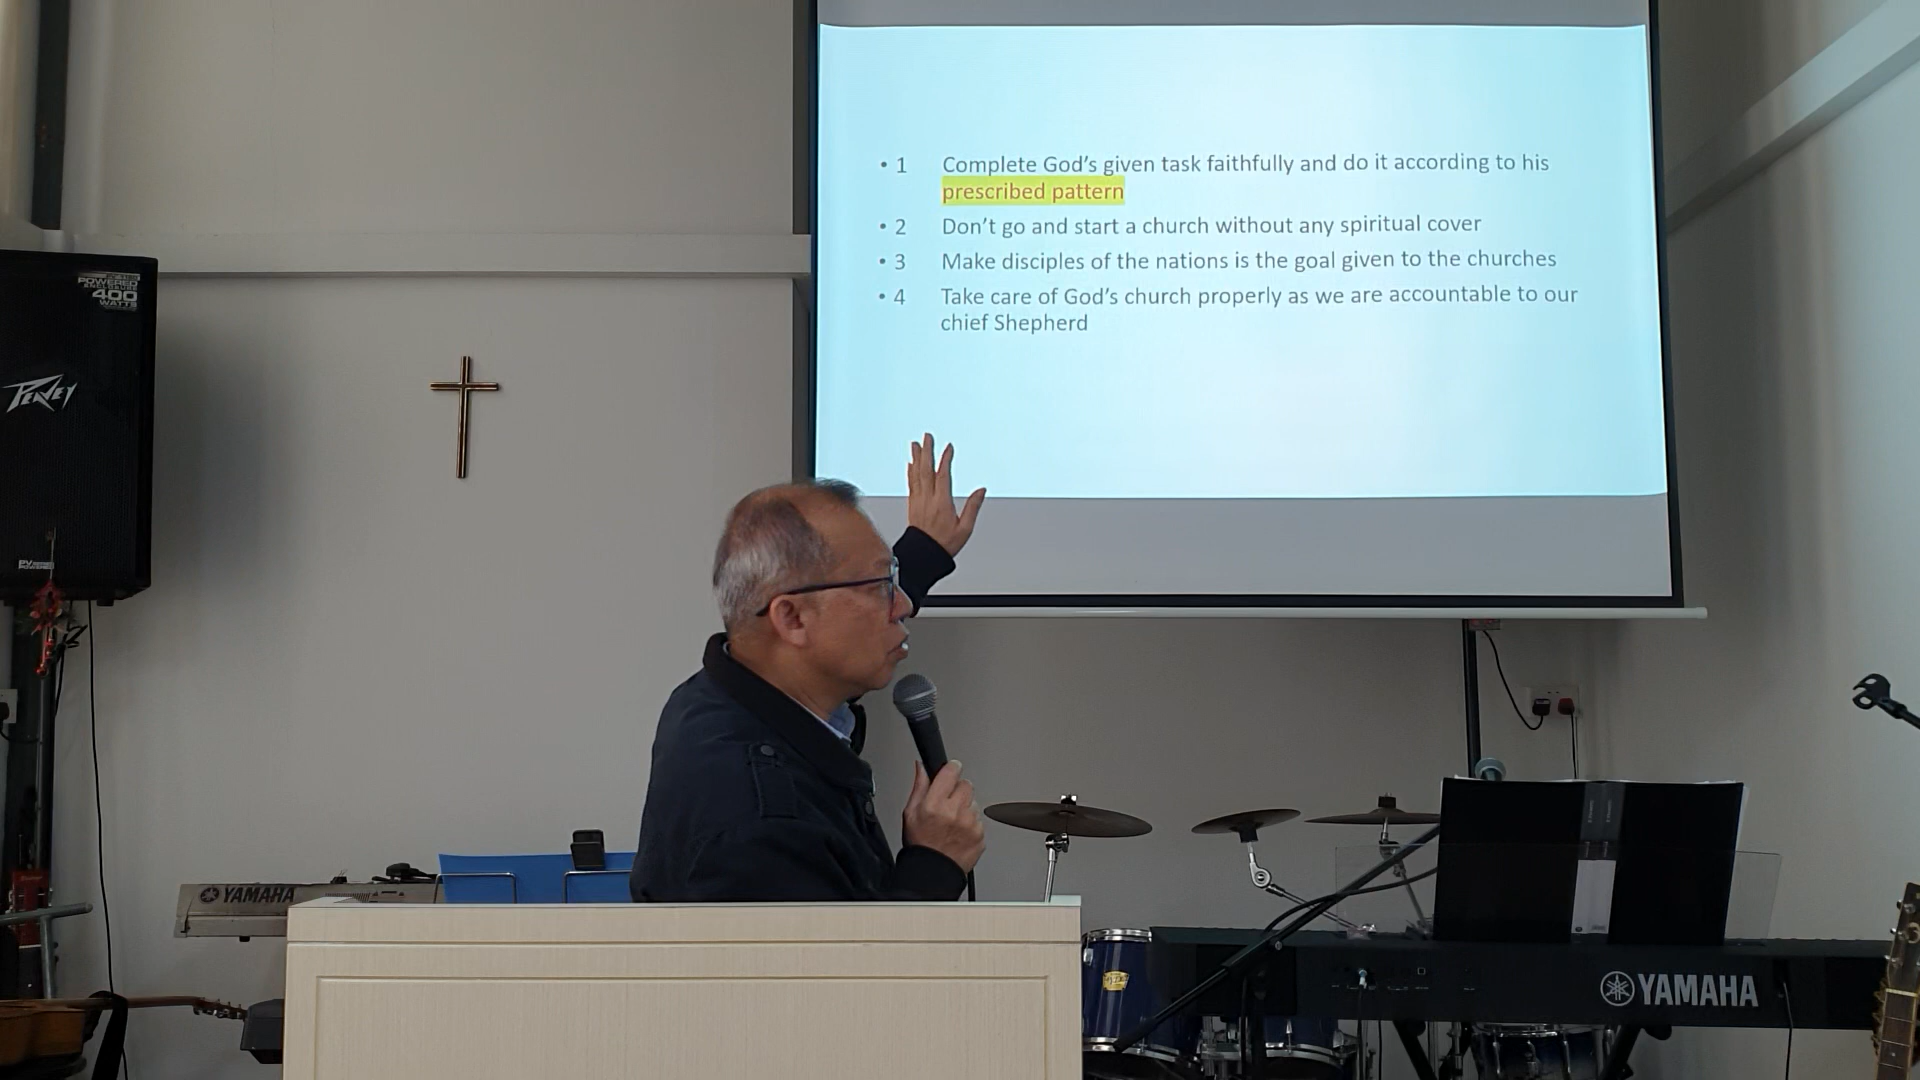 • 1 Complete God's given task faithfully and do it according to his
prescribed pattern
• 2 Don't go and start a church without any spiritual cover
• 3 Make disciples of the nations is the goal given to the churches
• 4 Take care of God's church properly as we are accountable to our
chief Shepherd
POWERED
ENCLOSURE
400
WATTS
PEAVEY
YAMAHA
YAMAHA